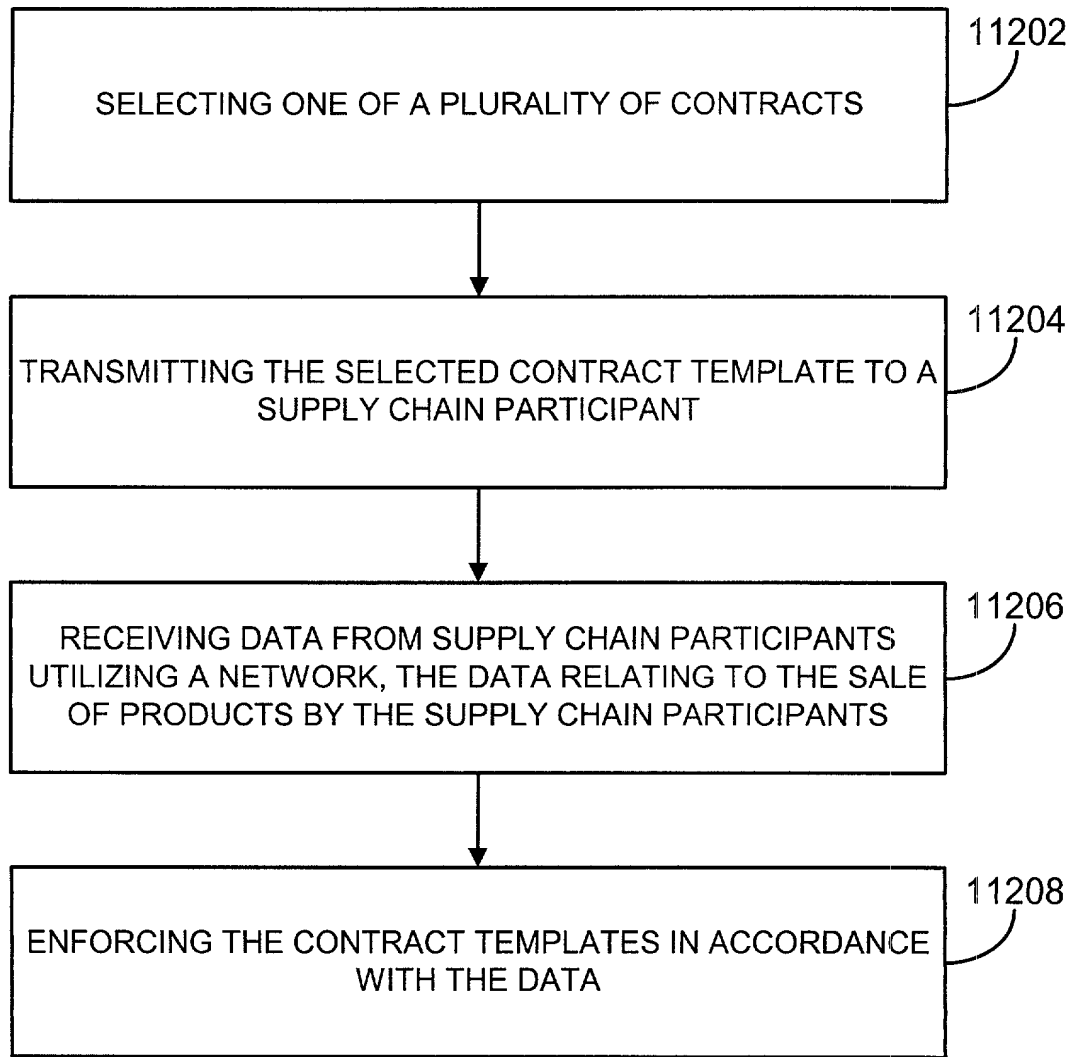 11202
SELECTING ONE OF A PLURALITY OF CONTRACTS
11204
TRANSMITTING THE SELECTED CONTRACT TEMPLATE TO A
SUPPLY CHAIN PARTICIPANT
11206
RECEIVING DATA FROM SUPPLY CHAIN PARTICIPANTS
UTILIZING A NETWORK, THE DATA RELATING TO THE SALE
OF PRODUCTS BY THE SUPPLY CHAIN PARTICIPANTS
11208
ENFORCING THE CONTRACT TEMPLATES IN ACCORDANCE
WITH THE DATA